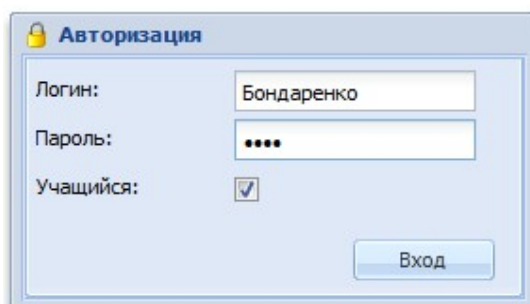 Авторизация
Логин: Бондаренко
Пароль: ••••
Учащийся:
Вход